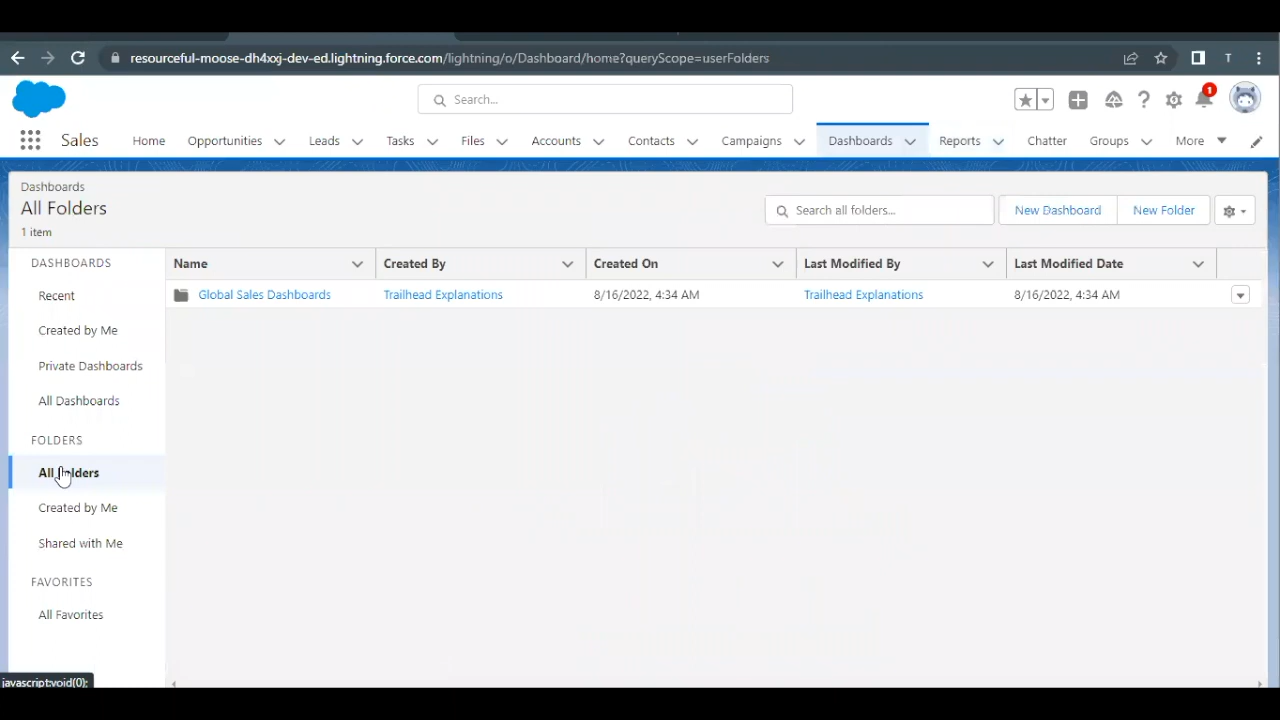 resourceful-moose-dh4xxj-dev-ed.lightning.force.com/lightning/o/Dashboard/home?queryScope=userFolders
T
Search...
1
Sales
Home
Opportunities
Leads
Tasks
Files
Accounts
Contacts
Campaigns
Dashboards
Reports
Chatter
Groups
More
Dashboards
All Folders
1 item
Search all folders...
New Dashboard
New Folder
DASHBOARDS
Recent
Created by Me
Private Dashboards
All Dashboards
FOLDERS
All Folders
Created by Me
Shared with Me
FAVORITES
All Favorites
Name
Created By
Created On
Last Modified By
Last Modified Date
Global Sales Dashboards
Trailhead Explanations
8/16/2022, 4:34 AM
Trailhead Explanations
8/16/2022, 4:34 AM
javascript:void(0);